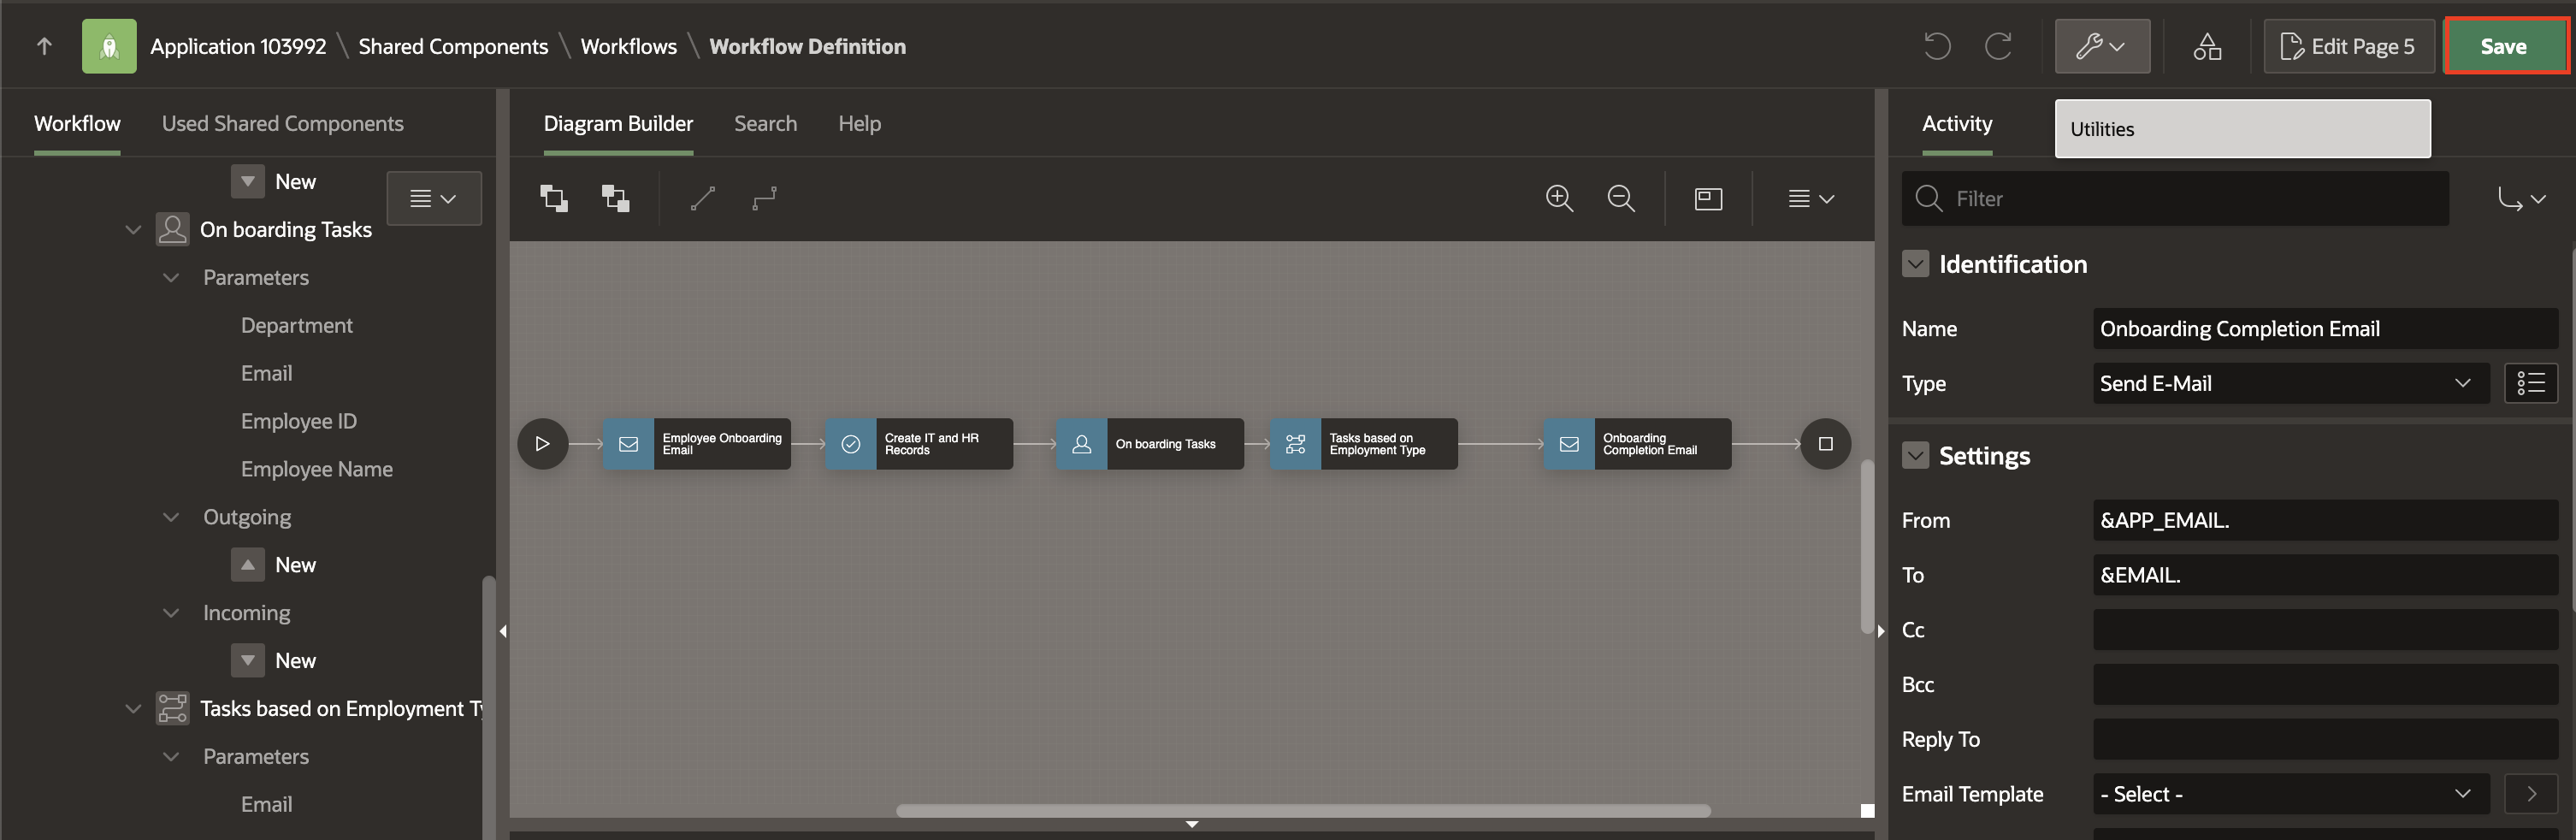 Application 103992 \ Shared Components \ Workflows \ Workflow Definition
Edit Page 5
Save
Workflow
Used Shared Components
New
On boarding Tasks
Parameters
Department
Email
Employee ID
Employee Name
Outgoing
New
Incoming
New
Tasks based on Employment Ty
Parameters
Email
Diagram Builder
Search
Help
Employee Onboarding
Email
Create IT and HR
Records
On boarding Tasks
Tasks based on
Employment Type
Onboarding
Completion Email
Activity
Utilities
Filter
Identification
Name
Onboarding Completion Email
Type
Send E-Mail
Settings
From
&APP_EMAIL.
To
&EMAIL.
Cc
Bcc
Reply To
Email Template
- Select -